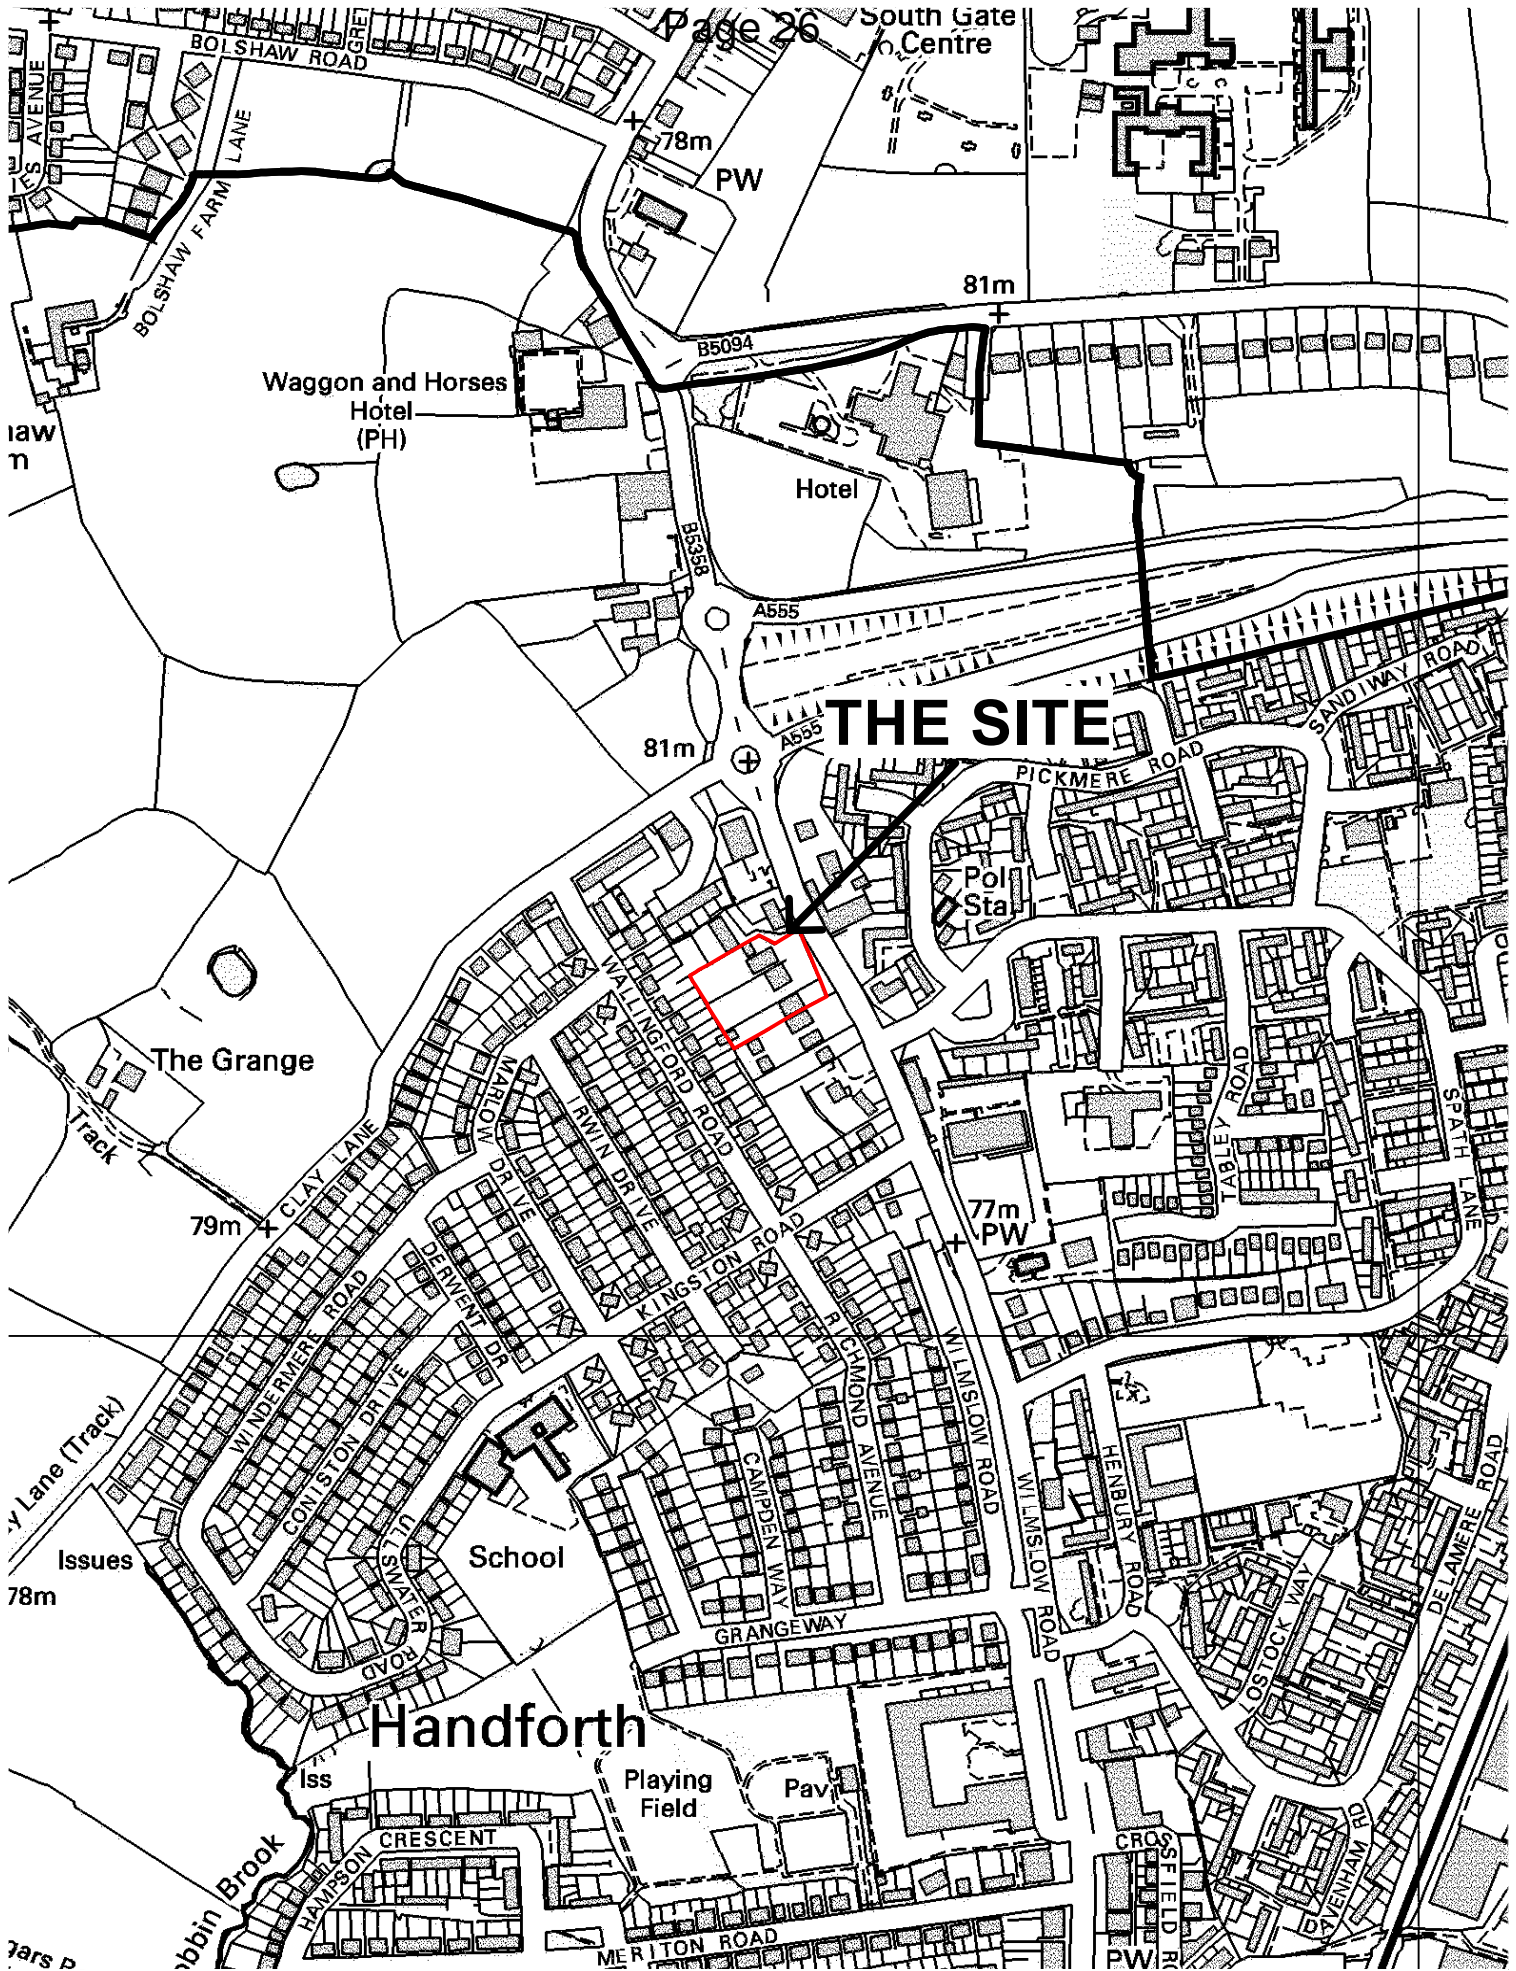 Page 26
South Gate
Centre
BOLSHAW ROAD
78m
PW
BOLSHAW FARM LANE
81m
B5094
Waggon and Horses
Hotel
(PH)
Hotel
B5358
A555
SANDIWAY ROAD
THE SITE
81m
A555
PICKMERE ROAD
Pol
Sta
The Grange
Track
WALLINGFORD ROAD
MARLOW DRIVE
IRWIN DRIVE
TABLEY ROAD
SPATH LANE
CLAY LANE
79m
77m
PW
KINGSTON ROAD
DERWENT DR
WINDERMERE ROAD
CONISTON DRIVE
RICHMOND AVENUE
WILMSLOW ROAD
Lane (Track)
CAMPDEN WAY
WILMSLOW ROAD
HENBURY ROAD
DELAMERE ROAD
Issues
78m
ULLSWATER ROAD
School
OSTOCK WAY
GRANGEWAY
Handforth
Iss
Playing
Field
Pav
HAMPSON CRESCENT
Brook
CROSSFIELD
DAVENHAM RD
MERITON ROAD
PW